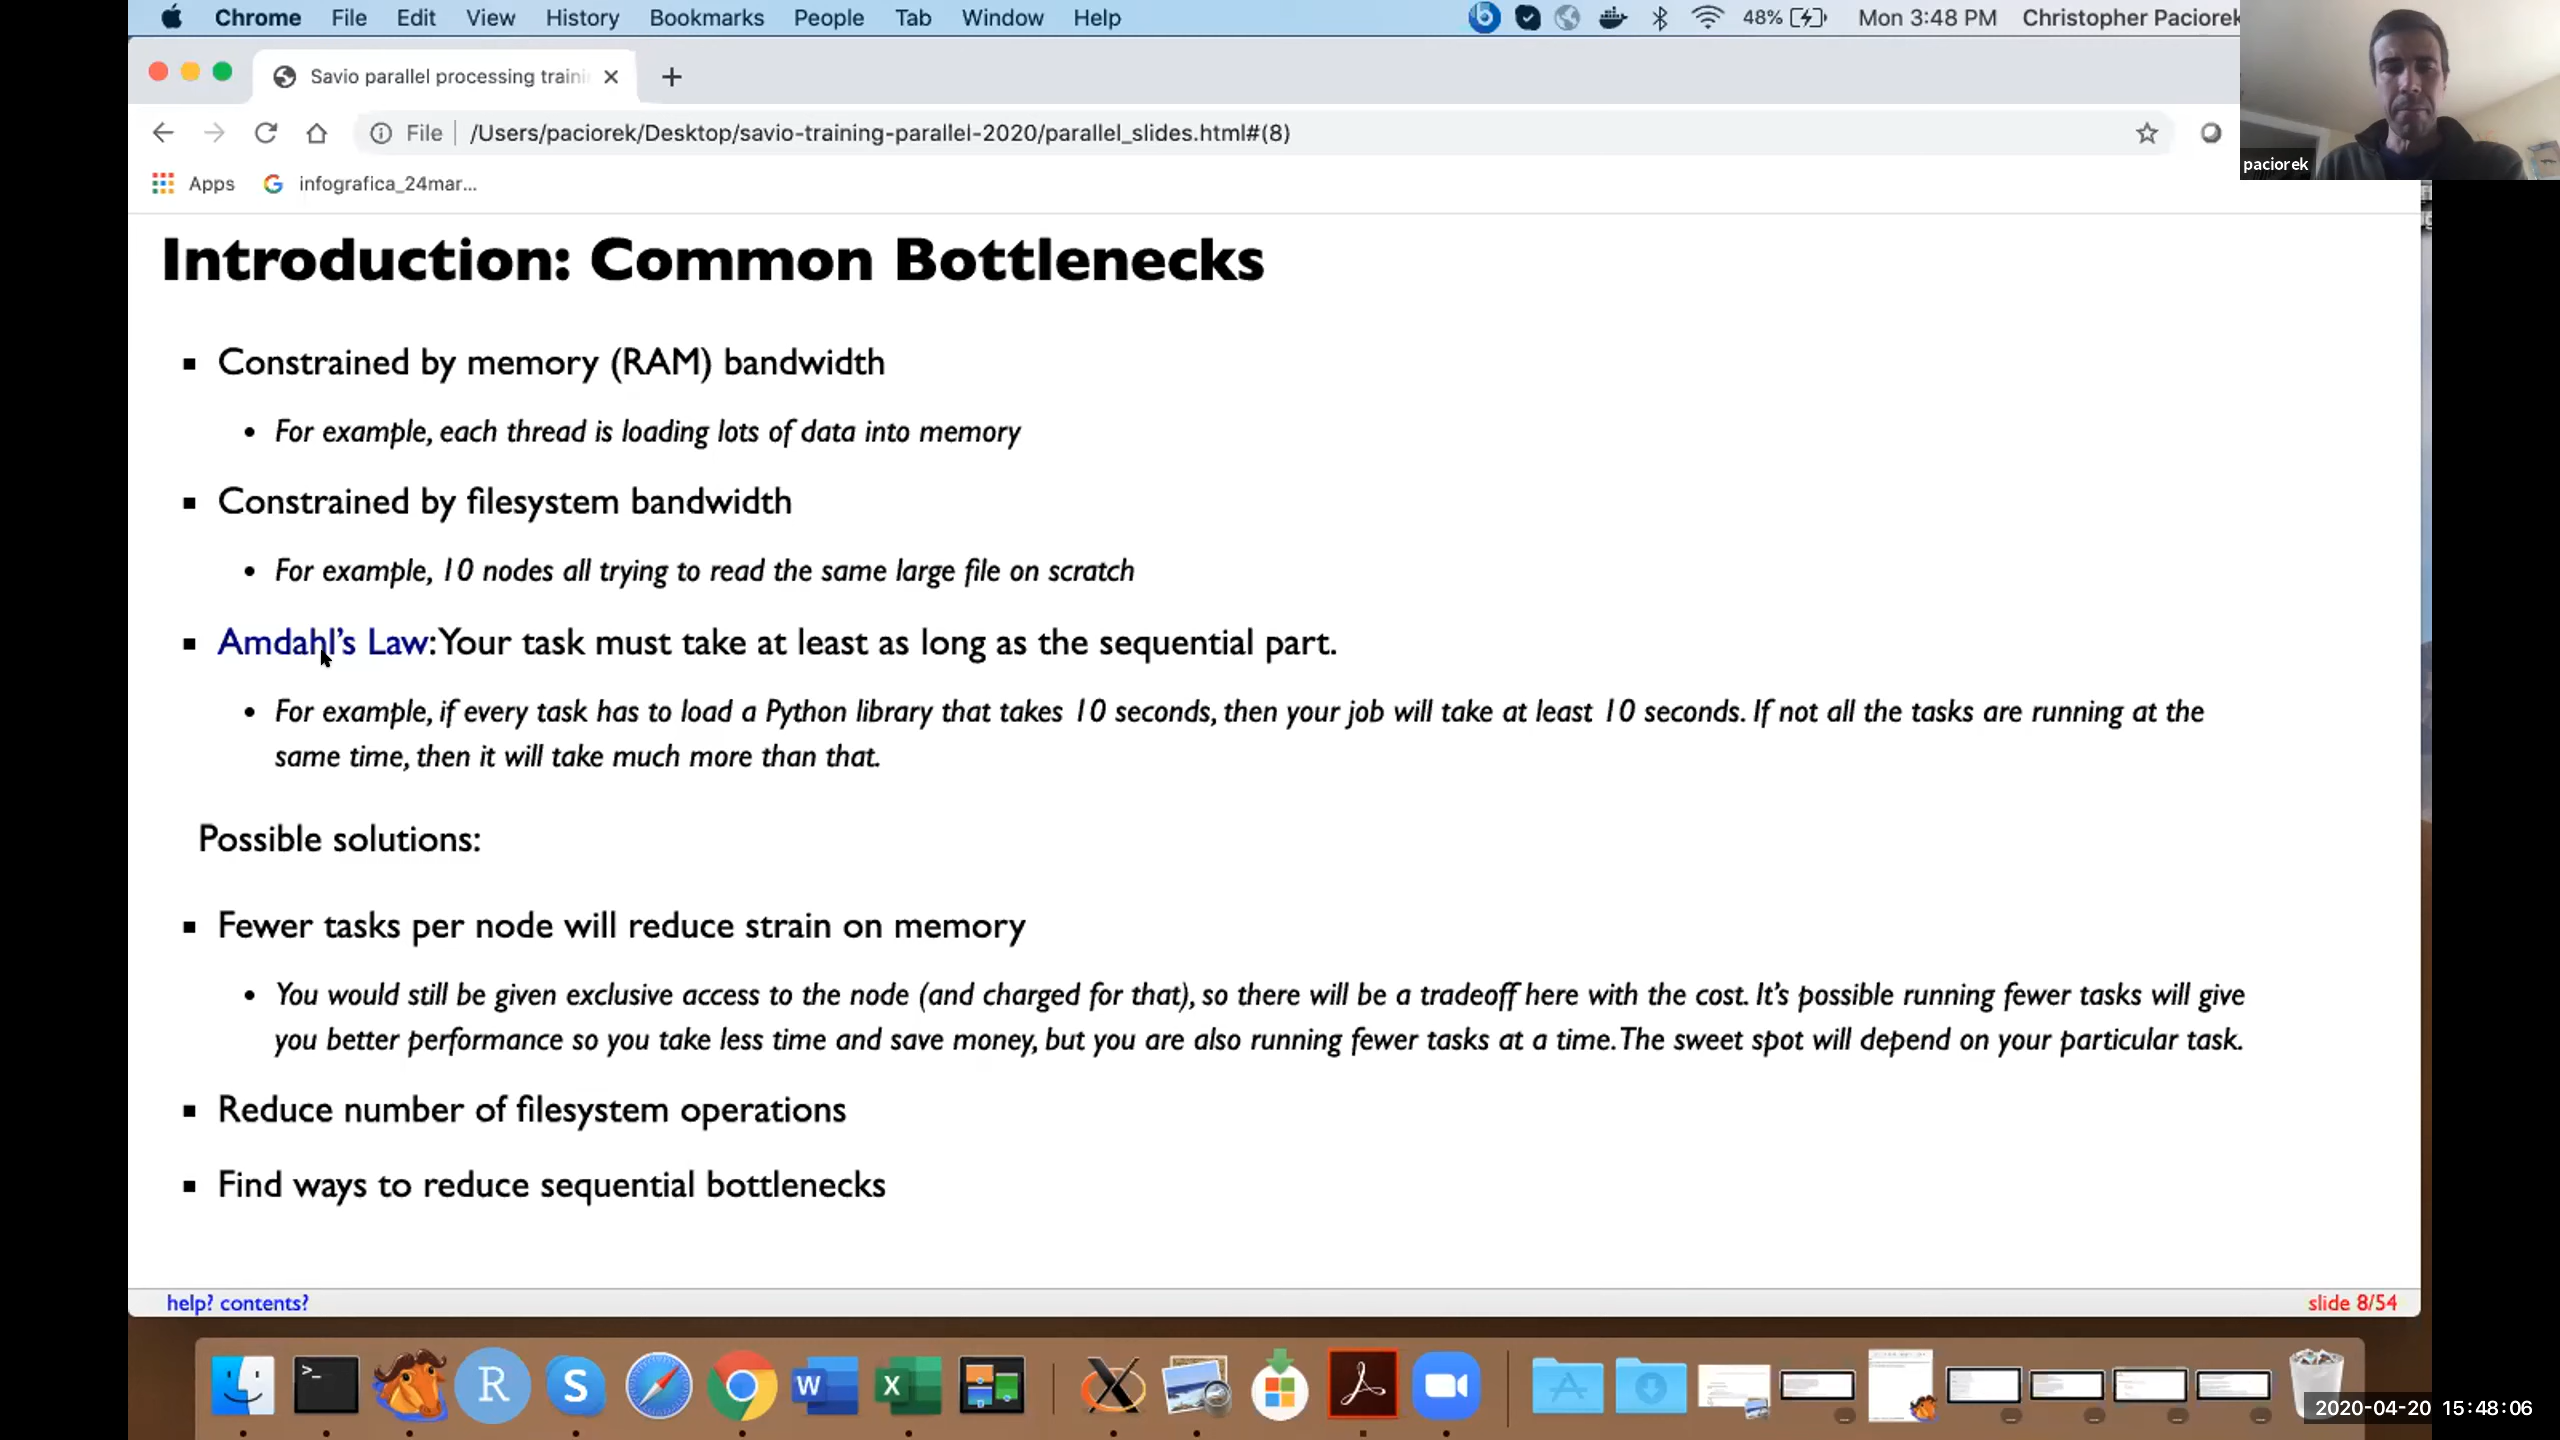 Chrome File Edit View History Bookmarks People Tab Window Help 48% Mon 3:48 PM Christopher Paciorek
Savio parallel processing traini
File /Users/paciorek/Desktop/savio-training-parallel-2020/parallel_slides.html#(8)
paciorek
Apps infografica_24mar...
Introduction: Common Bottlenecks
Constrained by memory (RAM) bandwidth
For example, each thread is loading lots of data into memory
Constrained by filesystem bandwidth
For example, 10 nodes all trying to read the same large file on scratch
Amdahl's Law: Your task must take at least as long as the sequential part.
For example, if every task has to load a Python library that takes 10 seconds, then your job will take at least 10 seconds. If not all the tasks are running at the
same time, then it will take much more than that.
Possible solutions:
Fewer tasks per node will reduce strain on memory
You would still be given exclusive access to the node (and charged for that), so there will be a tradeoff here with the cost. It's possible running fewer tasks will give
you better performance so you take less time and save money, but you are also running fewer tasks at a time. The sweet spot will depend on your particular task.
Reduce number of filesystem operations
Find ways to reduce sequential bottlenecks
help? contents? slide 8/54
2020-04-20 15:48:06